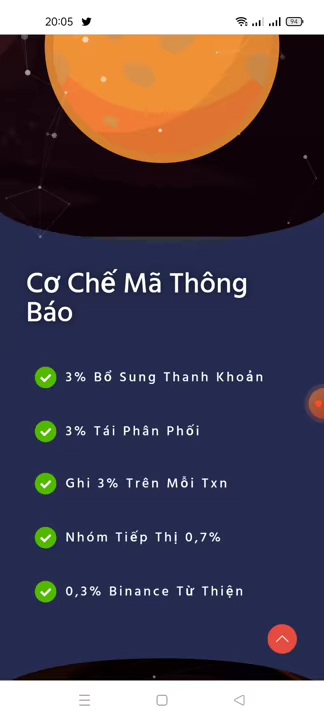 20:05
94
Cơ Chế Mã Thông
Báo
3% Bổ Sung Thanh Khoản
3% Tái Phân Phối
Ghi 3% Trên Mỗi Txn
Nhóm Tiếp Thị 0,7%
0,3% Binance Từ Thiện